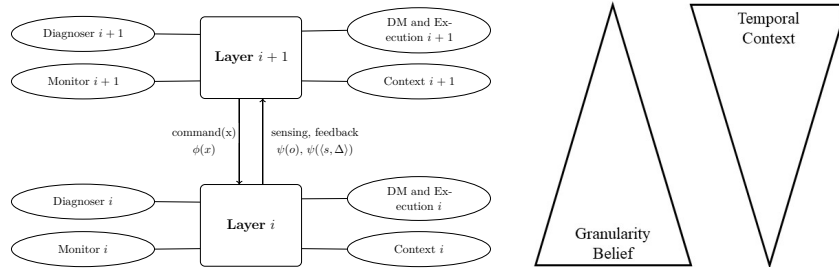 Diagnoser i + 1
DM and Ex-
ecution i + 1
Layer i + 1
Monitor i + 1
Context i + 1
command(x)
ϕ(x)
sensing, feedback
ψ(o), ψ(⟨s, Δ⟩)
Diagnoser i
DM and Ex-
ecution i
Layer i
Monitor i
Context i
Temporal
Context
Granularity
Belief